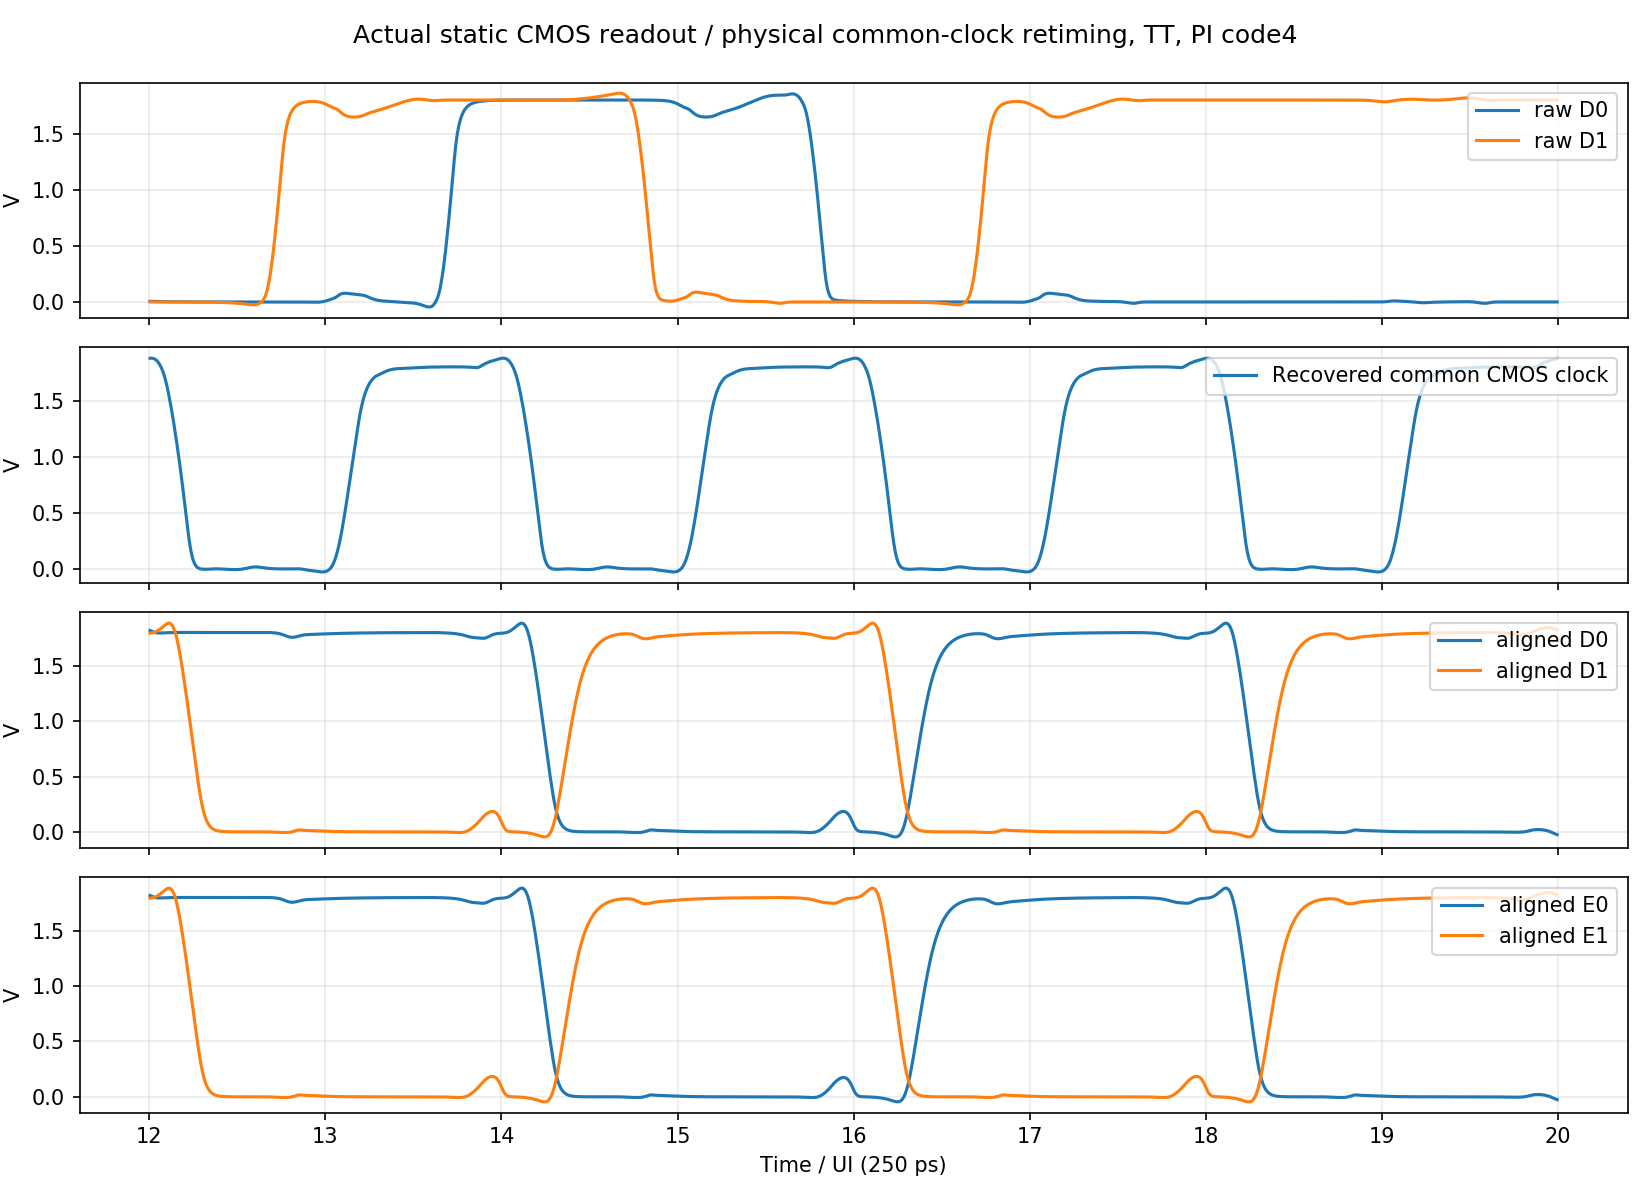 Actual static CMOS readout / physical common-clock retiming, TT, PI code4
V
1.5
1.0
0.5
0.0
raw D0
raw D1
V
1.5
1.0
0.5
0.0
Recovered common CMOS clock
V
1.5
1.0
0.5
0.0
aligned D0
aligned D1
V
1.5
1.0
0.5
0.0
aligned E0
aligned E1
12 13 14 15 16 17 18 19 20
Time / UI (250 ps)